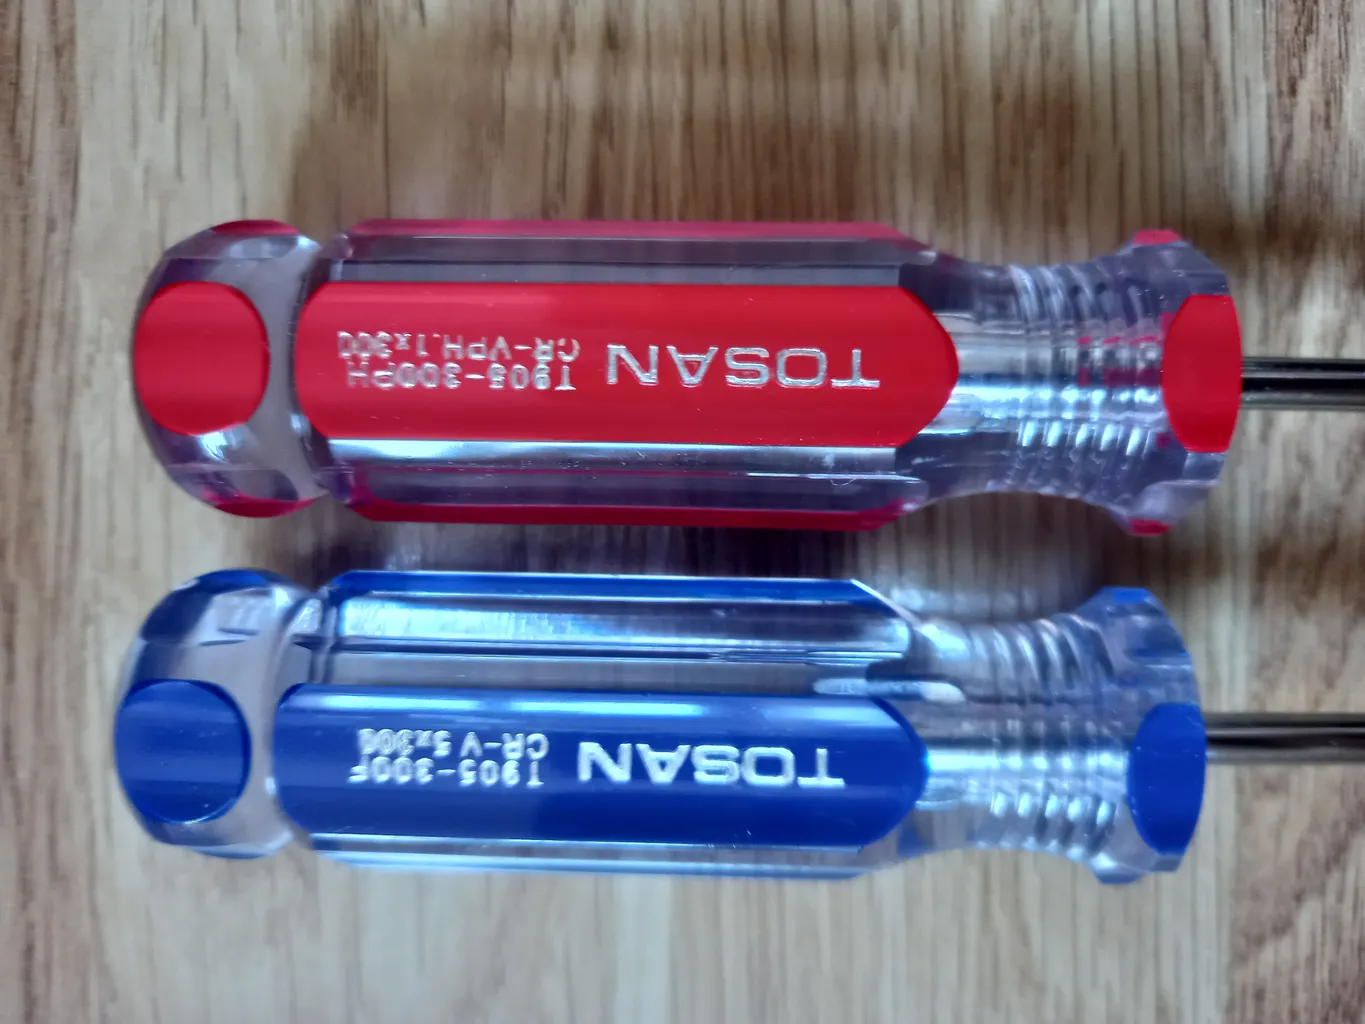 TOSAN
T905-300PH
CR-VPH.1x300
TOSAN
T905-300F
CR-V 5x300